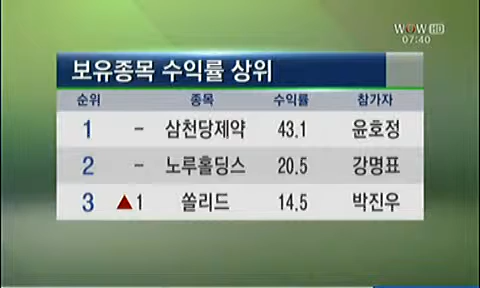 WOW HD
07:40
보유종목 수익률 상위
순위 종목 수익률 참가자
1 - 삼천당제약 43.1 윤호정
2 - 노루홀딩스 20.5 강명표
3 ▲1 쏠리드 14.5 박진우